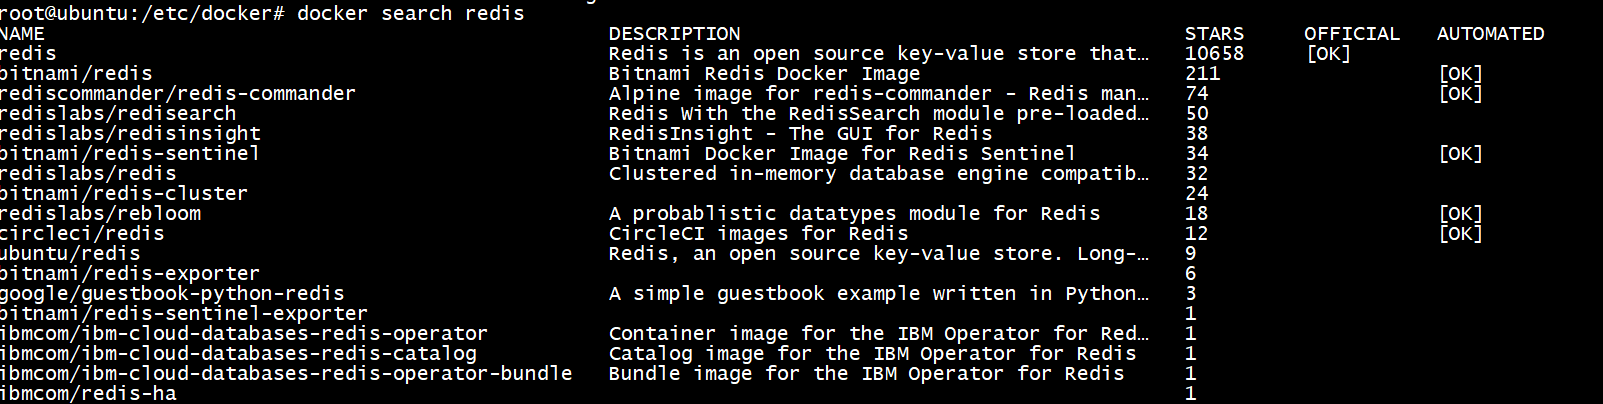 root@ubuntu:/etc/docker# docker search redis
NAME DESCRIPTION STARS OFFICIAL AUTOMATED
redis Redis is an open source key-value store that… 10658 [OK]
bitnami/redis Bitnami Redis Docker Image 211 [OK]
rediscommander/redis-commander Alpine image for redis-commander - Redis man… 74 [OK]
redislabs/redisearch Redis With the RedisSearch module pre-loaded… 50
redislabs/redisinsight RedisInsight - The GUI for Redis 38
bitnami/redis-sentinel Bitnami Docker Image for Redis Sentinel 34 [OK]
redislabs/redis Clustered in-memory database engine compatib… 32
bitnami/redis-cluster 24
redislabs/rebloom A probablistic datatypes module for Redis 18 [OK]
circleci/redis CircleCI images for Redis 12 [OK]
ubuntu/redis Redis, an open source key-value store. Long-… 9
bitnami/redis-exporter 6
google/guestbook-python-redis A simple guestbook example written in Python… 3
bitnami/redis-sentinel-exporter 1
ibmcom/ibm-cloud-databases-redis-operator Container image for the IBM Operator for Red… 1
ibmcom/ibm-cloud-databases-redis-catalog Catalog image for the IBM Operator for Redis 1
ibmcom/ibm-cloud-databases-redis-operator-bundle Bundle image for the IBM Operator for Redis 1
ibmcom/redis-ha 1